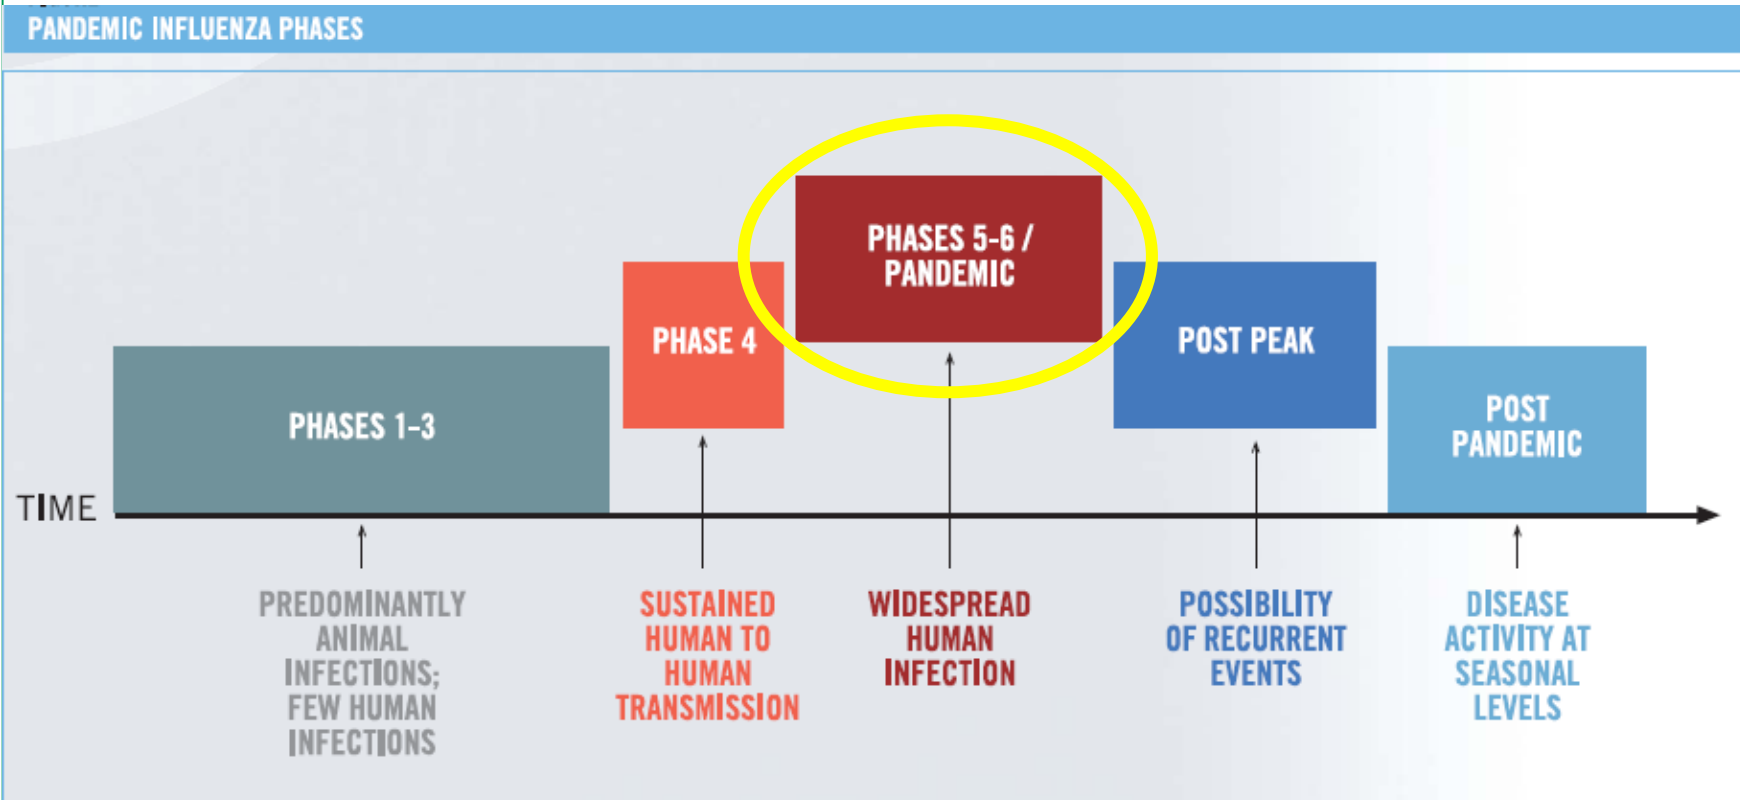 PANDEMIC INFLUENZA PHASES
PHASES 5-6 /
PANDEMIC
PHASE 4
POST PEAK
PHASES 1-3
POST
PANDEMIC
TIME
PREDOMINANTLY
ANIMAL
INFECTIONS;
FEW HUMAN
INFECTIONS
SUSTAINED
HUMAN TO
HUMAN
TRANSMISSION
WIDESPREAD
HUMAN
INFECTION
POSSIBILITY
OF RECURRENT
EVENTS
DISEASE
ACTIVITY AT
SEASONAL
LEVELS